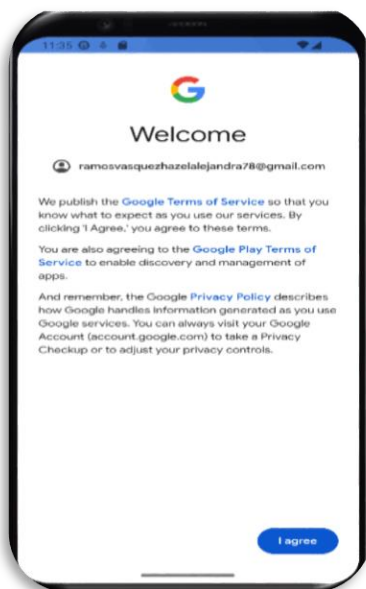 11:35
G
Welcome
ramosvasquezhazelalejandra78@gmail.com
We publish the Google Terms of Service so that you
know what to expect as you use our services. By
clicking 'I Agree,' you agree to these terms.
You are also agreeing to the Google Play Terms of
Service to enable discovery and management of
apps.
And remember, the Google Privacy Policy describes
how Google handles information generated as you use
Google services. You can always visit your Google
Account (account.google.com) to take a Privacy
Checkup or to adjust your privacy controls.
I agree